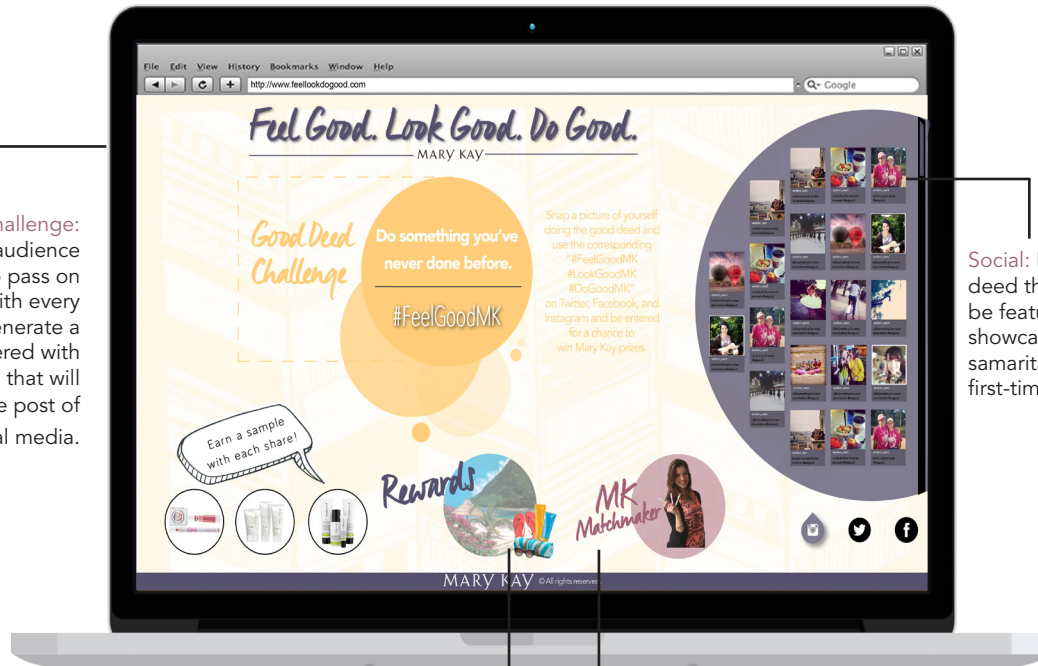 File Edit View History Bookmarks Window Help
http://www.feellookdogood.com
Google
Feel Good. Look Good. Do Good.
MARY KAY
Good Deed
Challenge
Do something you've
never done before.
#FeelGoodMK
Snap a picture of yourself
doing the good deed and
use the corresponding
"#FeelGoodMK
#LookGoodMK
#DoGoodMK"
on Twitter, Facebook, and
Instagram and be entered
for a chance to
win Mary Kay prizes.
Earn a sample
with each share!
Rewards
MK
Matchmaker
MARY KAY © All rights reserved.
hallenge:
audience
pass on
ith every
enerate a
ered with
that will
e post of
al media.
Social:
deed th
be featu
showca
samarit
first-tim